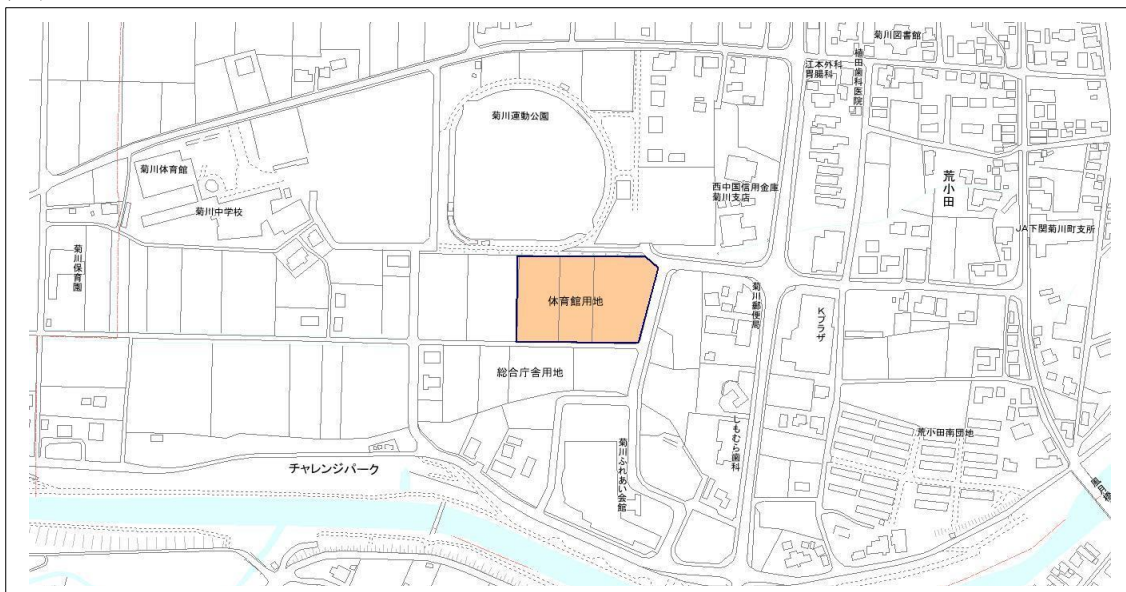 菊川図書館
植田歯科医院
江本外科
胃腸科
菊川運動公園
菊川体育館
菊川中学校
西中国信用金庫
菊川支店
荒小田
JA下関菊川町支所
菊川保育園
体育館用地
菊川郵便局
Kプラザ
総合庁舎用地
しもむら歯科
荒小田南団地
菊川ふれあい会館
チャレンジパーク